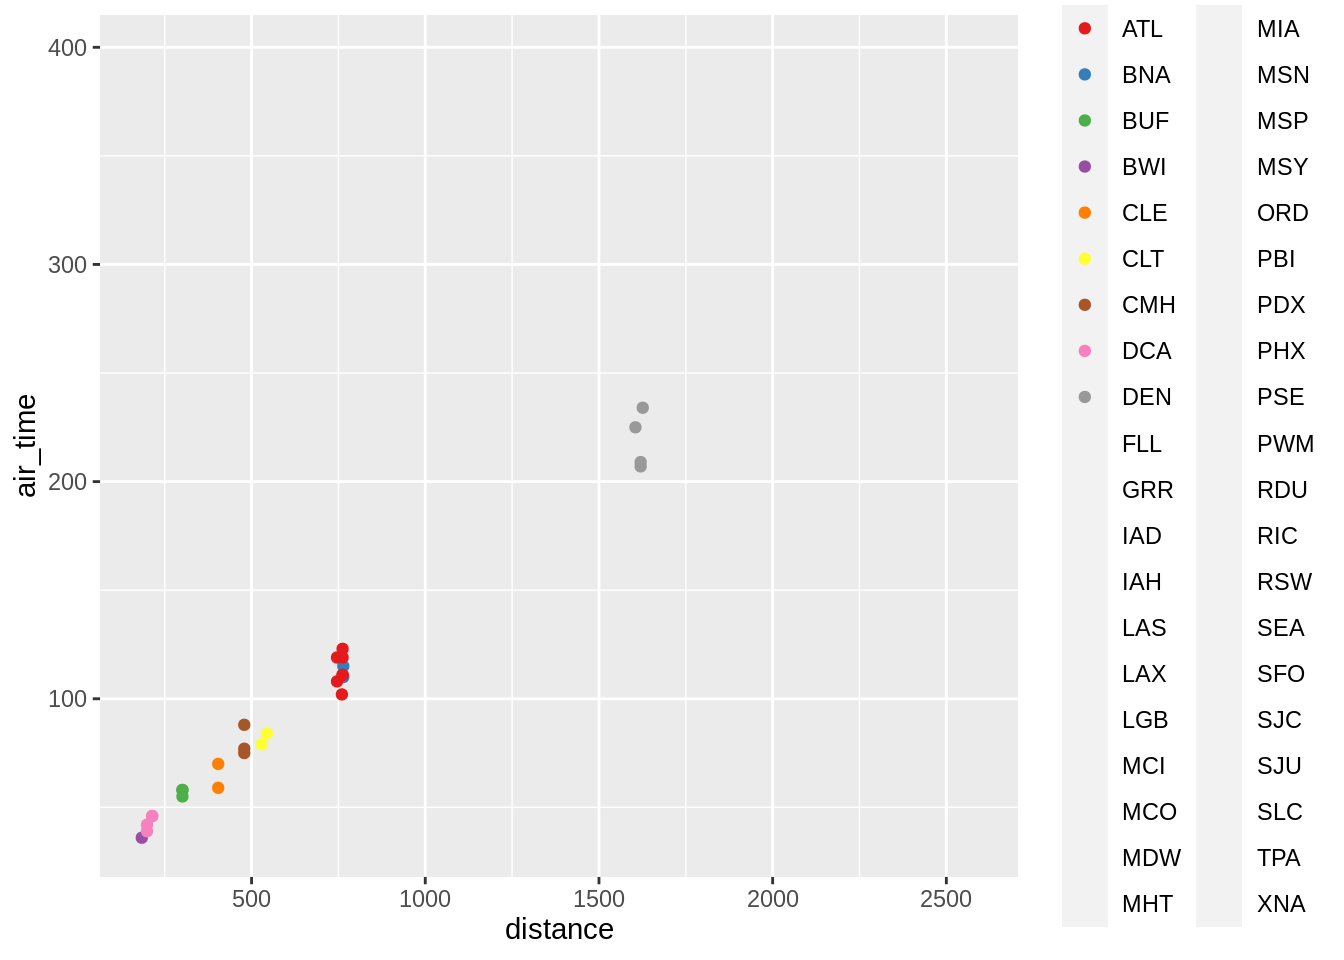 400
300
200
100
air_time
500
1000
1500
2000
2500
distance
ATL
BNA
BUF
BWI
CLE
CLT
CMH
DCA
DEN
FLL
GRR
IAD
IAH
LAS
LAX
LGB
MCI
MCO
MDW
MHT
MIA
MSN
MSP
MSY
ORD
PBI
PDX
PHX
PSE
PWM
RDU
RIC
RSW
SEA
SFO
SJC
SJU
SLC
TPA
XNA